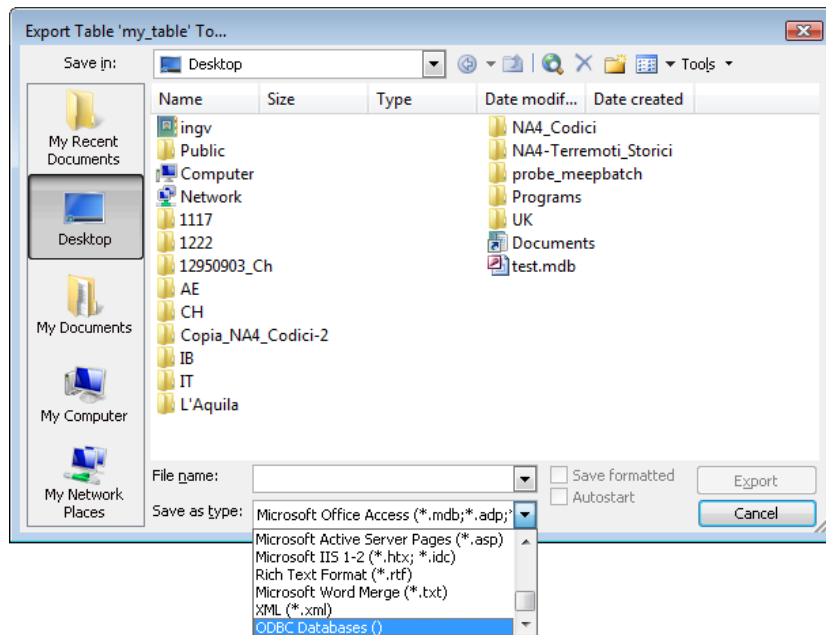 Export Table 'my_table' To...
Save in:
Desktop
Tools
My Recent
Documents
Desktop
My Documents
My Computer
My Network
Places
Name Size Type Date modif... Date created
ingv
Public
Computer
Network
1117
1222
12950903_Ch
AE
CH
Copia_NA4_Codici-2
IB
IT
L'Aquila
NA4_Codici
NA4-Terremoti_Storici
probe_meepbatch
Programs
UK
Documents
test.mdb
File name:
Save formatted
Export
Autostart
Save as type: Microsoft Office Access (*.mdb;*.adp;*
Cancel
Microsoft Active Server Pages (*.asp)
Microsoft IIS 1-2 (*.htx; *.idc)
Rich Text Format (*.rtf)
Microsoft Word Merge (*.txt)
XML (*.xml)
ODBC Databases ()